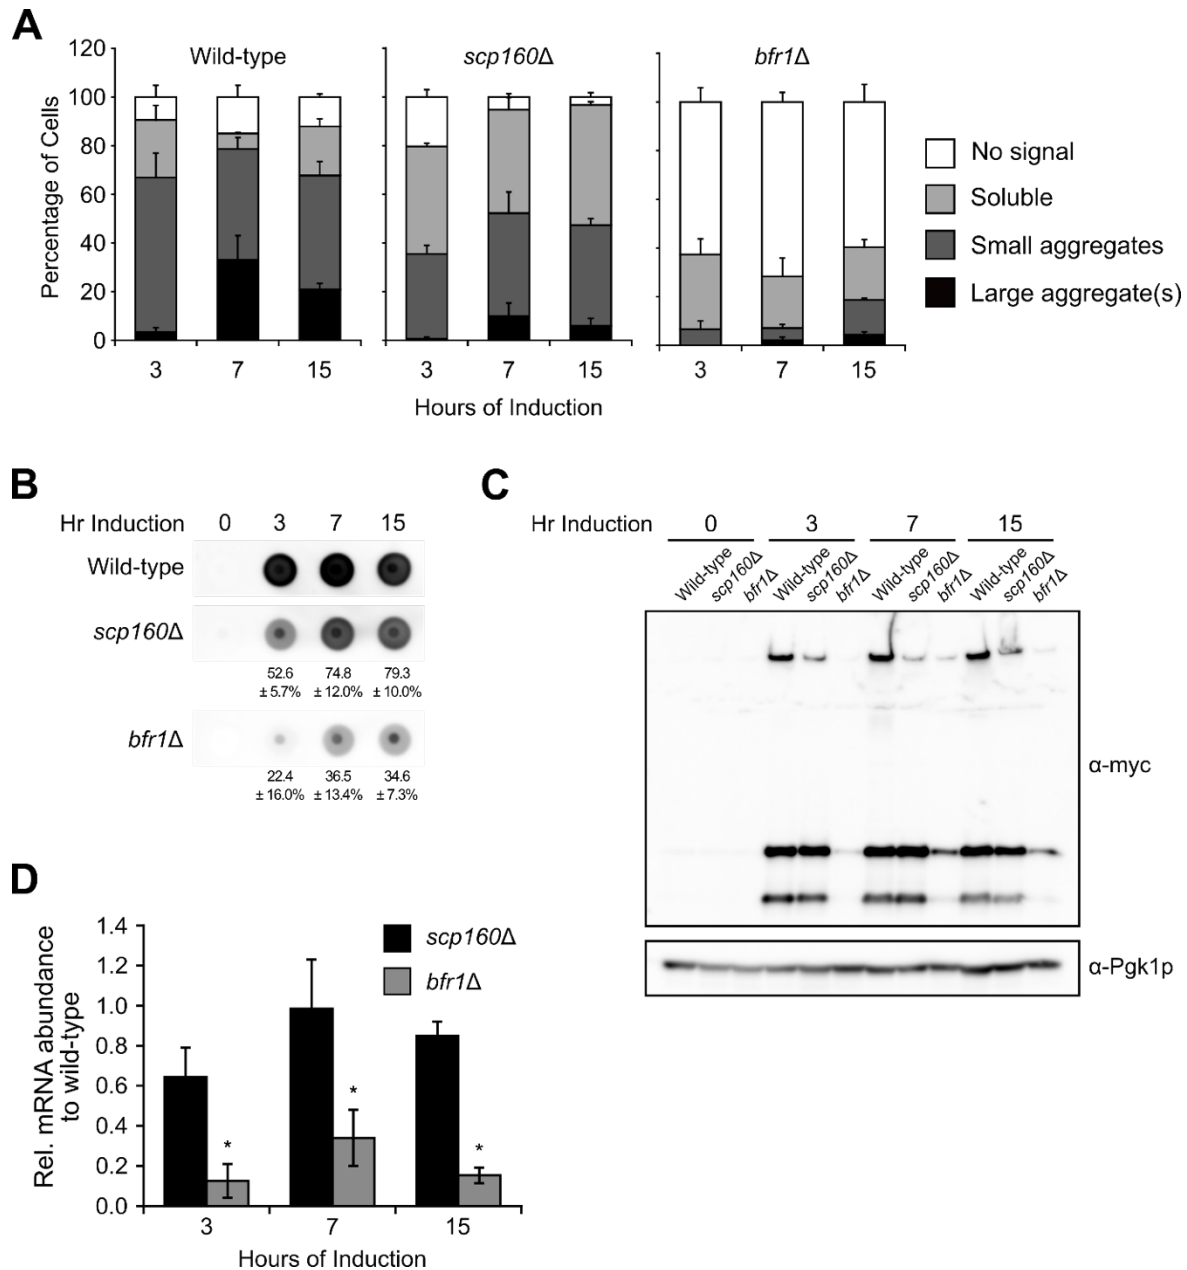 A
Wild-type
scp160Δ
bfr1Δ
120
100
80
60
40
20
0
Percentage of Cells
3 7 15
3 7 15
3 7 15
Hours of Induction
No signal
Soluble
Small aggregates
Large aggregate(s)
B
Hr Induction 0 3 7 15
Wild-type
scp160Δ
52.6 74.8 79.3
± 5.7% ± 12.0% ± 10.0%
bfr1Δ
22.4 36.5 34.6
± 16.0% ± 13.4% ± 7.3%
C
Hr Induction 0 3 7 15
Wild-type scp160Δ bfr1Δ Wild-type scp160Δ bfr1Δ Wild-type scp160Δ bfr1Δ Wild-type scp160Δ bfr1Δ
α-myc
α-Pgk1p
D
Rel. mRNA abundance
to wild-type
1.4
1.2
1.0
0.8
0.6
0.4
0.2
0.0
scp160Δ
bfr1Δ
* * *
3 7 15
Hours of Induction